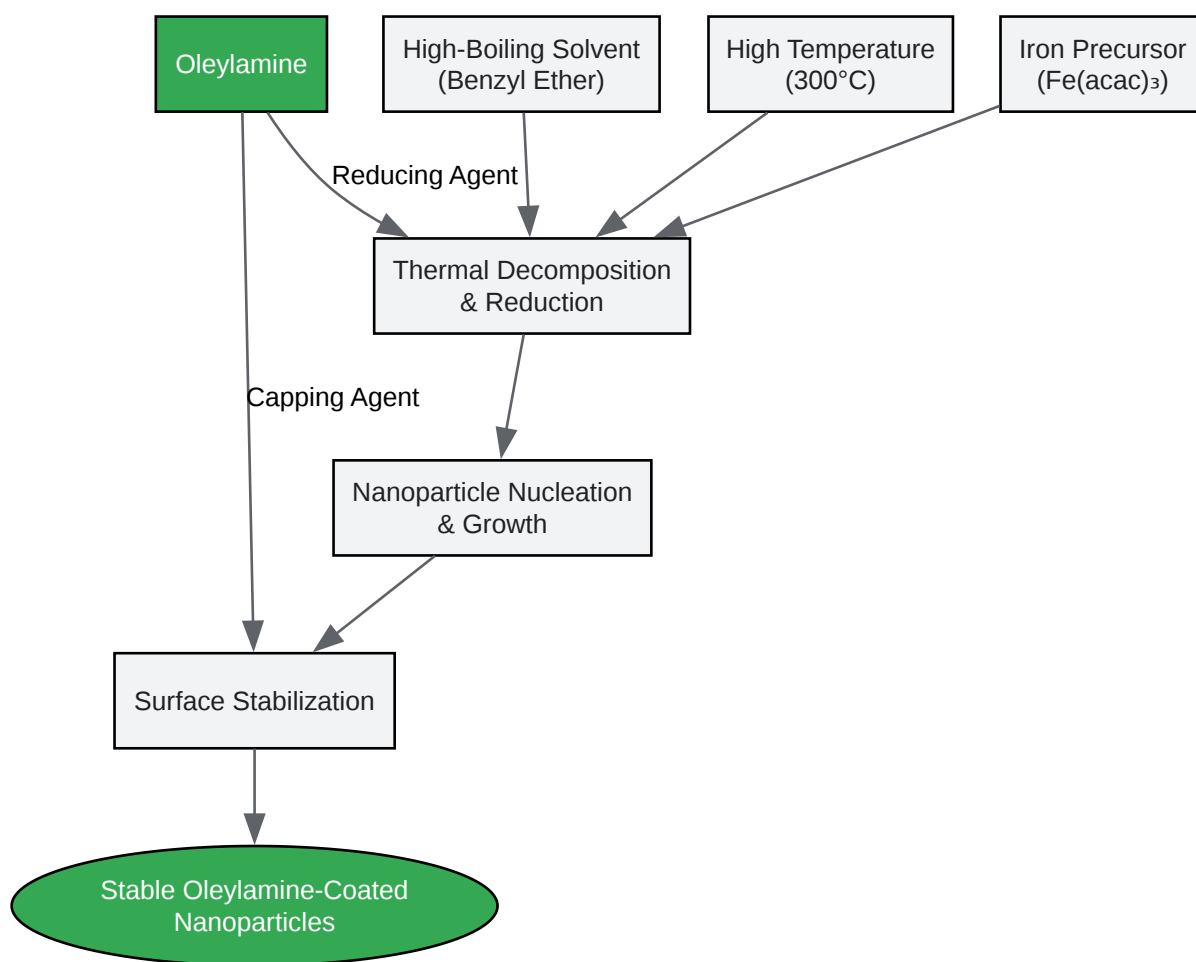 Oleylamine
High-Boiling Solvent
(Benzyl Ether)
High Temperature
(300°C)
Iron Precursor
(Fe(acac)₃)
Reducing Agent
Thermal Decomposition
& Reduction
Capping Agent
Nanoparticle Nucleation
& Growth
Surface Stabilization
Stable Oleylamine-Coated
Nanoparticles